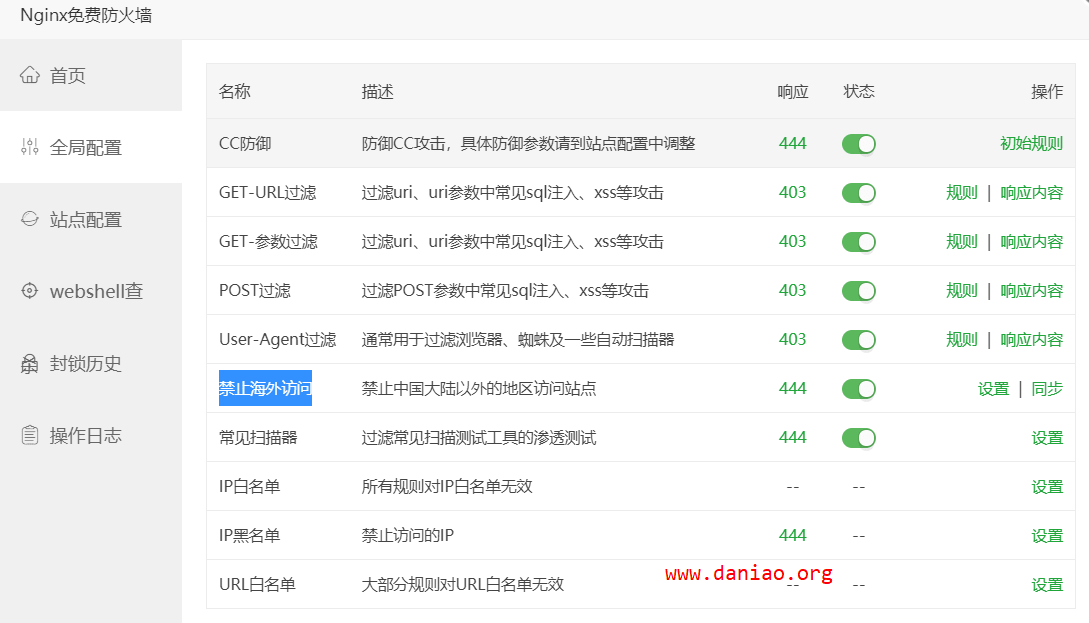 Nginx免费防火墙
首页
全局配置
站点配置
webshell查
封锁历史
操作日志
名称 描述 响应 状态 操作
CC防御 防御CC攻击，具体防御参数请到站点配置中调整 444 初始规则
GET-URL过滤 过滤uri、uri参数中常见sql注入、xss等攻击 403 规则 | 响应内容
GET-参数过滤 过滤uri、uri参数中常见sql注入、xss等攻击 403 规则 | 响应内容
POST过滤 过滤POST参数中常见sql注入、xss等攻击 403 规则 | 响应内容
User-Agent过滤 通常用于过滤浏览器、蜘蛛及一些自动扫描器 403 规则 | 响应内容
禁止海外访问 禁止中国大陆以外的地区访问站点 444 设置 | 同步
常见扫描器 过滤常见扫描测试工具的渗透测试 444 设置
IP白名单 所有规则对IP白名单无效 -- -- 设置
IP黑名单 禁止访问的IP 444 -- 设置
URL白名单 大部分规则对URL白名单无效 -- -- 设置
www.daniao.org